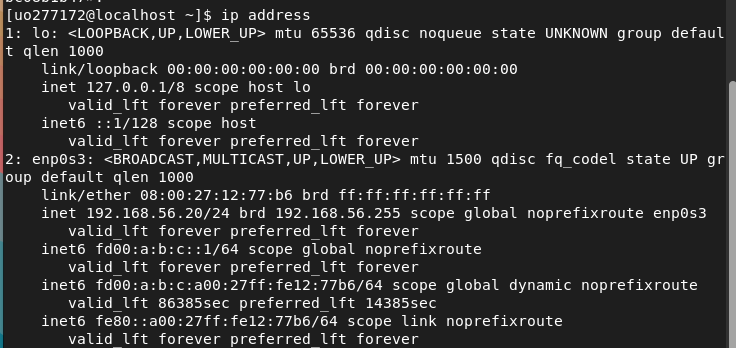 [uo277172@localhost ~]$ ip address
1: lo: <LOOPBACK,UP,LOWER_UP> mtu 65536 qdisc noqueue state UNKNOWN group defaul
t qlen 1000
    link/loopback 00:00:00:00:00:00 brd 00:00:00:00:00:00
    inet 127.0.0.1/8 scope host lo
       valid_lft forever preferred_lft forever
    inet6 ::1/128 scope host
       valid_lft forever preferred_lft forever
2: enp0s3: <BROADCAST,MULTICAST,UP,LOWER_UP> mtu 1500 qdisc fq_codel state UP gr
oup default qlen 1000
    link/ether 08:00:27:12:77:b6 brd ff:ff:ff:ff:ff:ff
    inet 192.168.56.20/24 brd 192.168.56.255 scope global noprefixroute enp0s3
       valid_lft forever preferred_lft forever
    inet6 fd00:a:b:c::1/64 scope global noprefixroute
       valid_lft forever preferred_lft forever
    inet6 fd00:a:b:c:a00:27ff:fe12:77b6/64 scope global dynamic noprefixroute
       valid_lft 86385sec preferred_lft 14385sec
    inet6 fe80::a00:27ff:fe12:77b6/64 scope link noprefixroute
       valid_lft forever preferred_lft forever